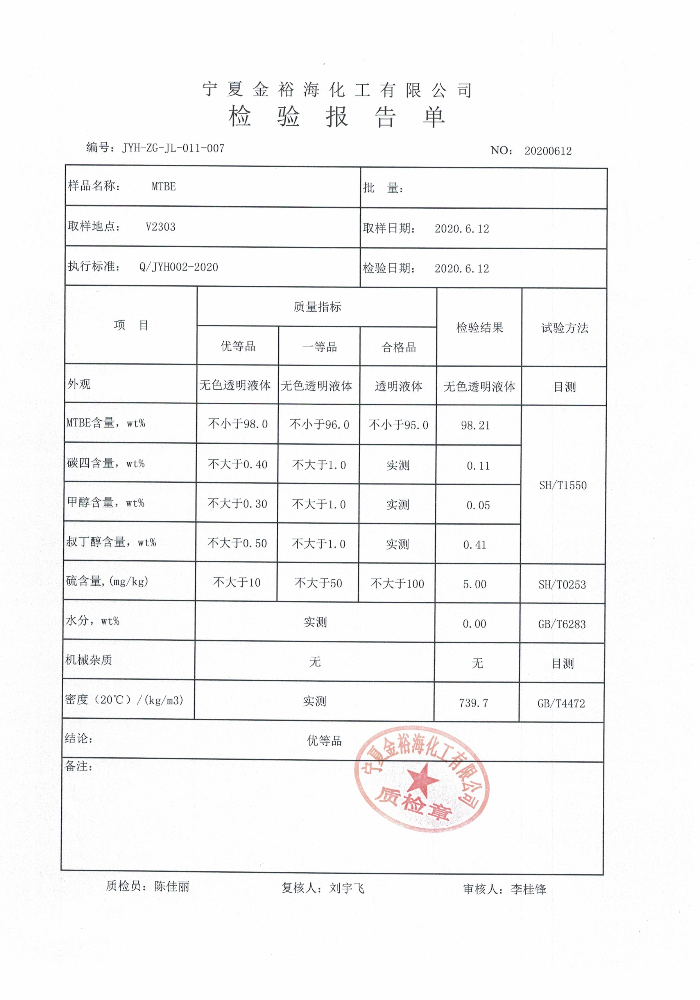 宁夏金裕海化工有限公司
检验报告单
编号：JYH-ZG-JL-011-007 NO： 20200612
样品名称： MTBE 批 量：
取样地点： V2303 取样日期： 2020.6.12
执行标准： Q/JYH002-2020 检验日期： 2020.6.12
项 目 质量指标 检验结果 试验方法
优等品 一等品 合格品
外观 无色透明液体 无色透明液体 透明液体 无色透明液体 目测
MTBE含量，wt% 不小于98.0 不小于96.0 不小于95.0 98.21 SH/T1550
碳四含量，wt% 不大于0.40 不大于1.0 实测 0.11
甲醇含量，wt% 不大于0.30 不大于1.0 实测 0.05
叔丁醇含量，wt% 不大于0.50 不大于1.0 实测 0.41
硫含量,(mg/kg) 不大于10 不大于50 不大于100 5.00 SH/T0253
水分，wt% 实测 0.00 GB/T6283
机械杂质 无 无 目测
密度（20℃）/(kg/m3) 实测 739.7 GB/T4472
结论： 优等品
备注：
宁夏金裕海化工有限公司
质检章
质检员：陈佳丽 复核人：刘宇飞 审核人：李桂锋